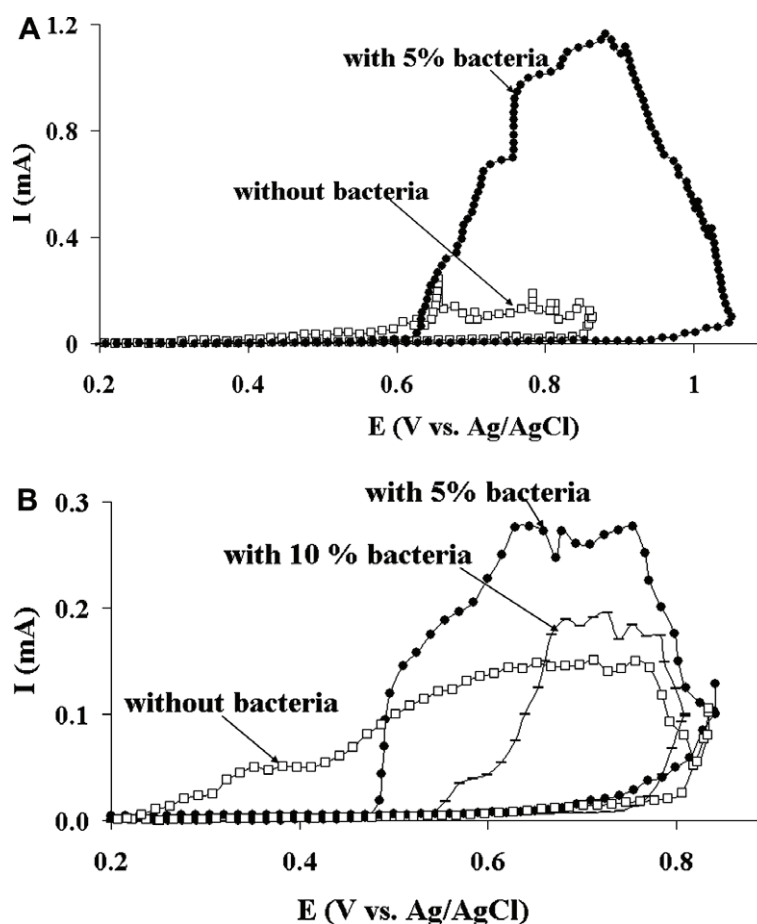 A
1.2
with 5% bacteria
0.8
without bacteria
I (mA)
0.4
0
0.2 0.4 0.6 0.8 1
E (V vs. Ag/AgCl)
B
0.3
with 5% bacteria
with 10 % bacteria
0.2
I (mA)
without bacteria
0.1
0.0
0.2 0.4 0.6 0.8
E (V vs. Ag/AgCl)